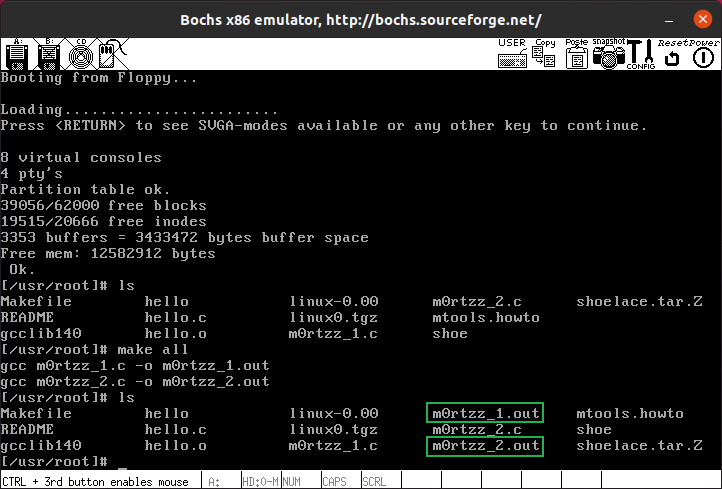 Bochs x86 emulator, http://bochs.sourceforge.net/
A: B: CD USER Copy Paste snapshot CONFIG Reset Power
Booting from Floppy...
Loading........................
Press <RETURN> to see SVGA-modes available or any other key to continue.
8 virtual consoles
4 pty's
Partition table ok.
39056/62000 free blocks
19515/20666 free inodes
3353 buffers = 3433472 bytes buffer space
Free mem: 12582912 bytes
Ok.
[/usr/root]# ls
Makefile hello linux-0.00 m0rtzz_2.c shoelace.tar.Z
README hello.c linux0.tgz mtools.howto
gcclib140 hello.o m0rtzz_1.c shoe
[/usr/root]# make all
gcc m0rtzz_1.c -o m0rtzz_1.out
gcc m0rtzz_2.c -o m0rtzz_2.out
[/usr/root]# ls
Makefile hello linux-0.00 m0rtzz_1.out mtools.howto
README hello.c linux0.tgz m0rtzz_2.c shoe
gcclib140 hello.o m0rtzz_1.c m0rtzz_2.out shoelace.tar.Z
[/usr/root]# _
CTRL + 3rd button enables mouse A: HD:0-M NUM CAPS SCRL